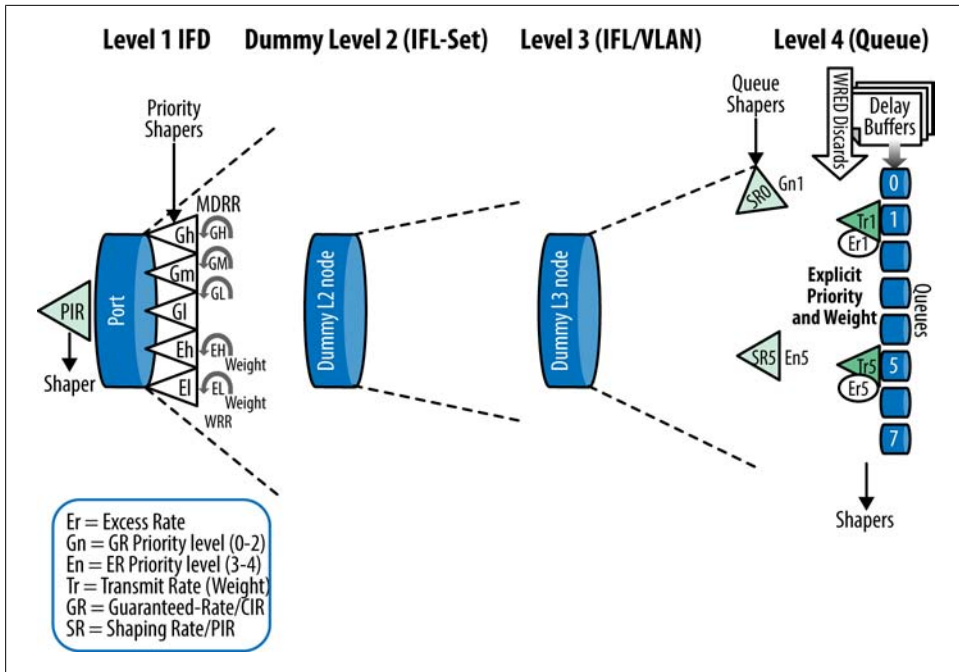 Level 1 IFD
Dummy Level 2 (IFL-Set)
Level 3 (IFL/VLAN)
Level 4 (Queue)
Priority
Shapers
Queue
Shapers
WRED Discards
Delay
Buffers
MDRR
Gh
GH
Gm
GM
GL
Gl
Eh
EH
Weight
El
EL
Weight
WRR
PIR
Port
Shaper
Dummy L2 node
Dummy L3 node
SR0
Gn1
SR5
En5
0
1
Tr1
Er1
Explicit
Priority
and Weight
Queues
5
Tr5
Er5
7
Shapers
Er = Excess Rate
Gn = GR Priority level (0-2)
En = ER Priority level (3-4)
Tr = Transmit Rate (Weight)
GR = Guaranteed-Rate/CIR
SR = Shaping Rate/PIR